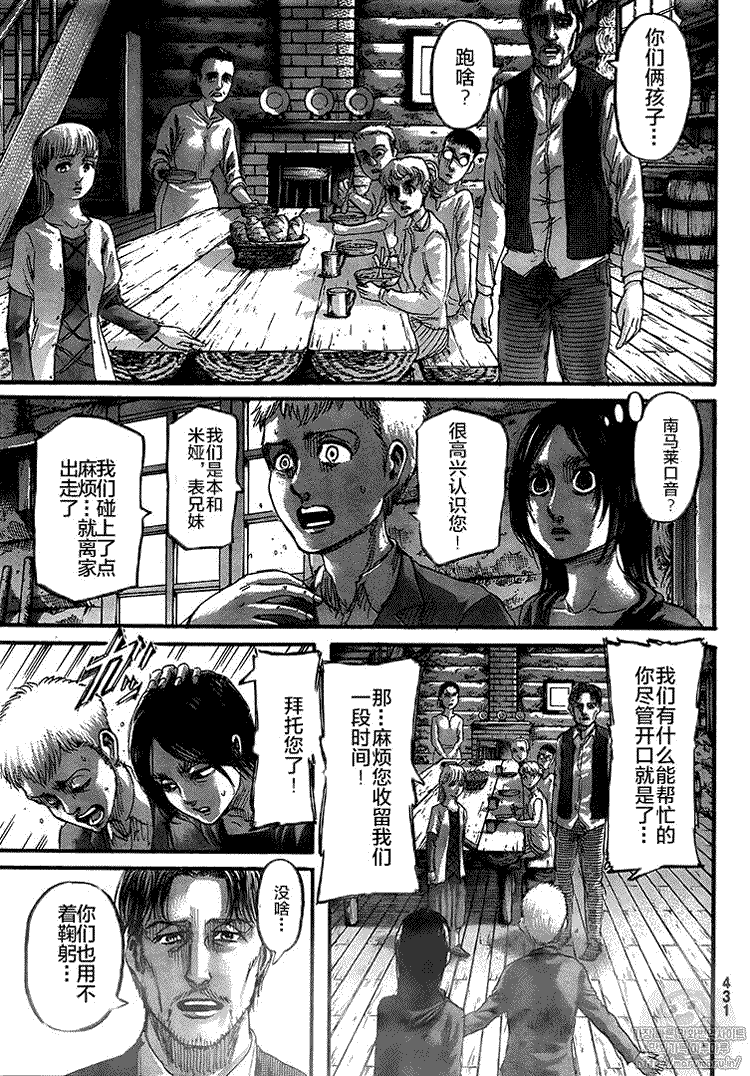 你们俩孩子…
跑啥？
南马莱口音？
很高兴认识您！
我们是本和
米娅，表兄妹
我们碰上了点
麻烦…就离家
出走了
我们有什么能帮忙的
你尽管开口就是了…
那…麻烦您收留我们
一段时间！
拜托您了！
没啥…
你们也用不
着鞠躬…
431